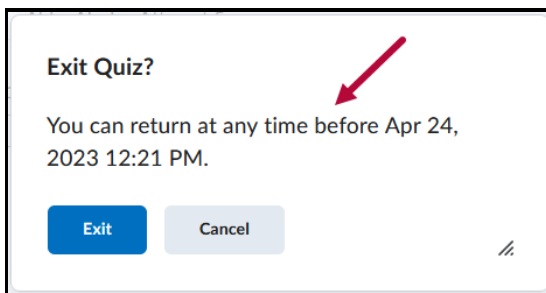 Exit Quiz?
You can return at any time before Apr 24,
2023 12:21 PM.
Exit
Cancel